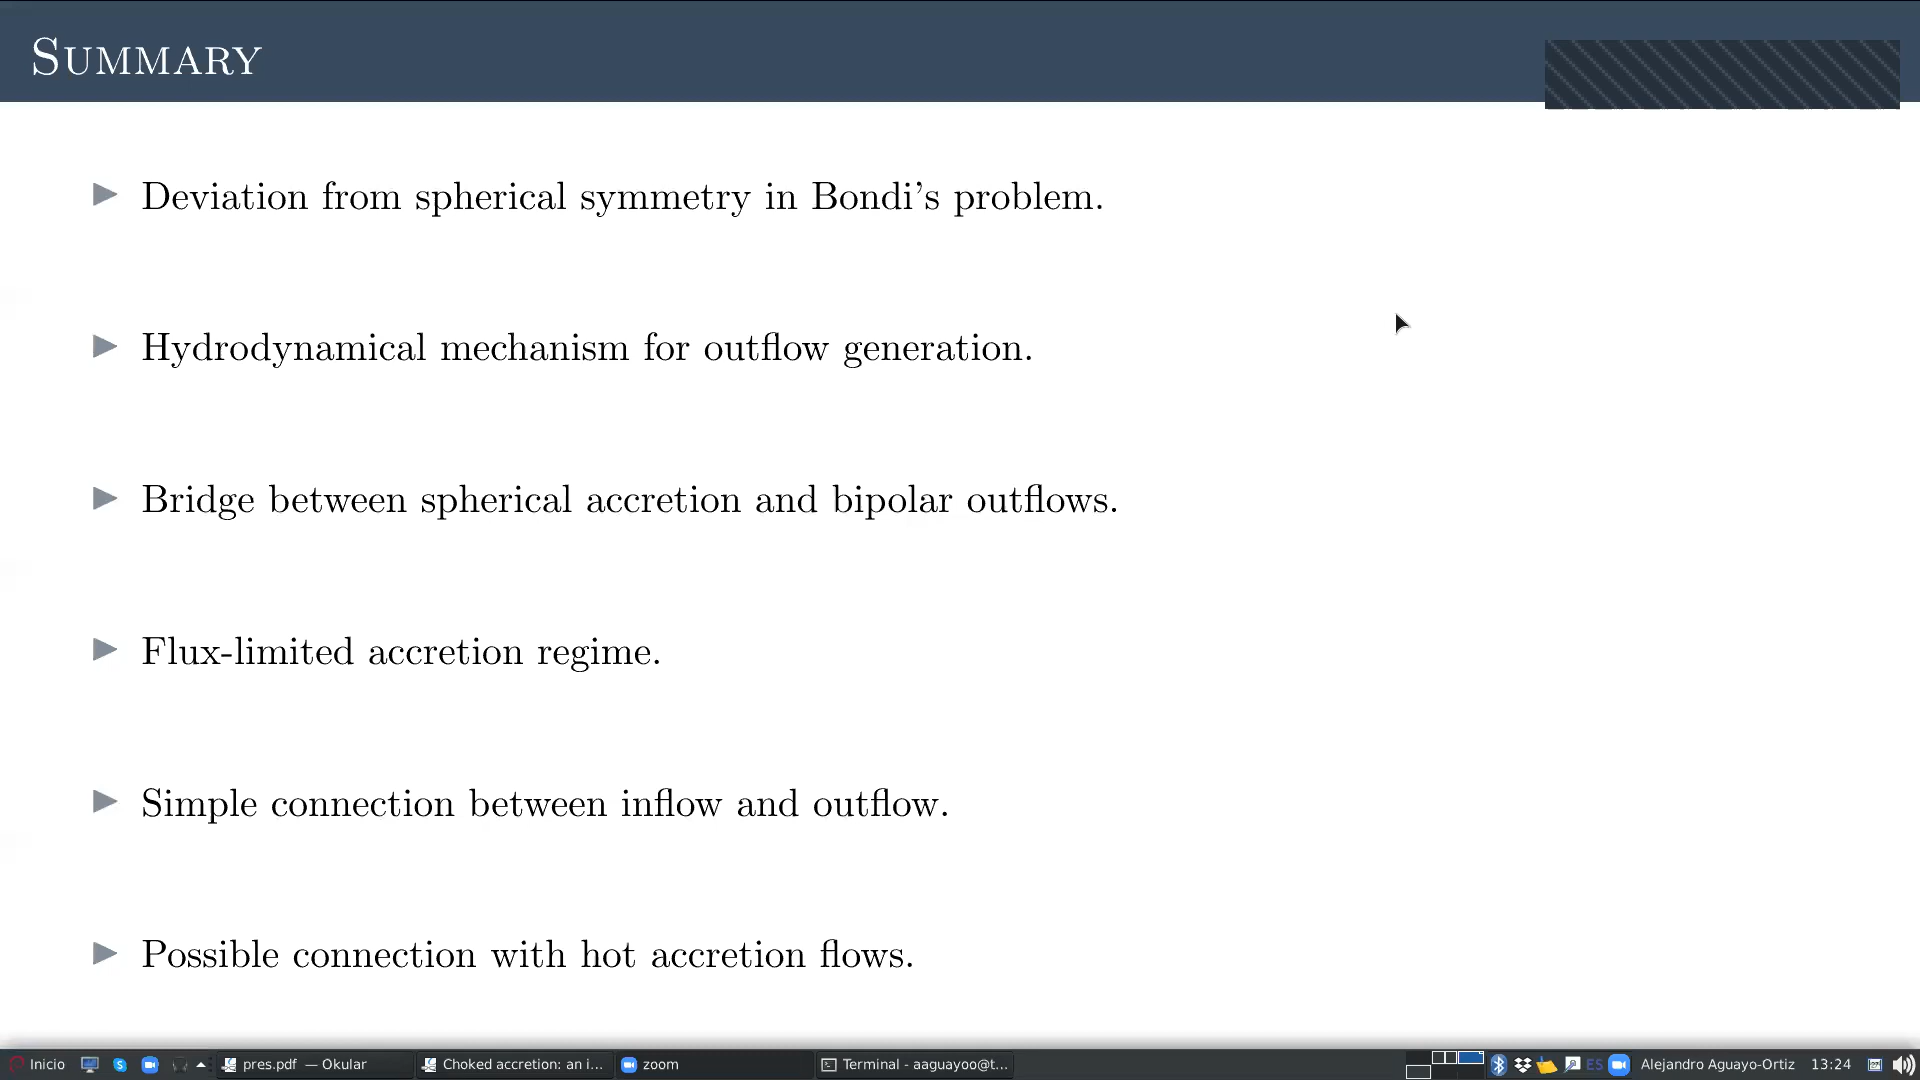 Summary
Deviation from spherical symmetry in Bondi’s problem.
Hydrodynamical mechanism for outflow generation.
Bridge between spherical accretion and bipolar outflows.
Flux-limited accretion regime.
Simple connection between inflow and outflow.
Possible connection with hot accretion flows.
Inicio pres.pdf — Okular Choked accretion: an i... zoom Terminal - aaguayoo@t... ES Alejandro Aguayo-Ortiz 13:24